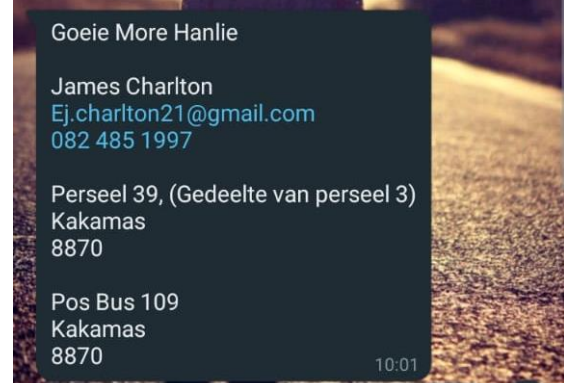 Goeie More Hanlie
James Charlton
Ej.charlton21@gmail.com
082 485 1997
Perseel 39, (Gedeelte van perseel 3)
Kakamas
8870
Pos Bus 109
Kakamas
8870
10:01